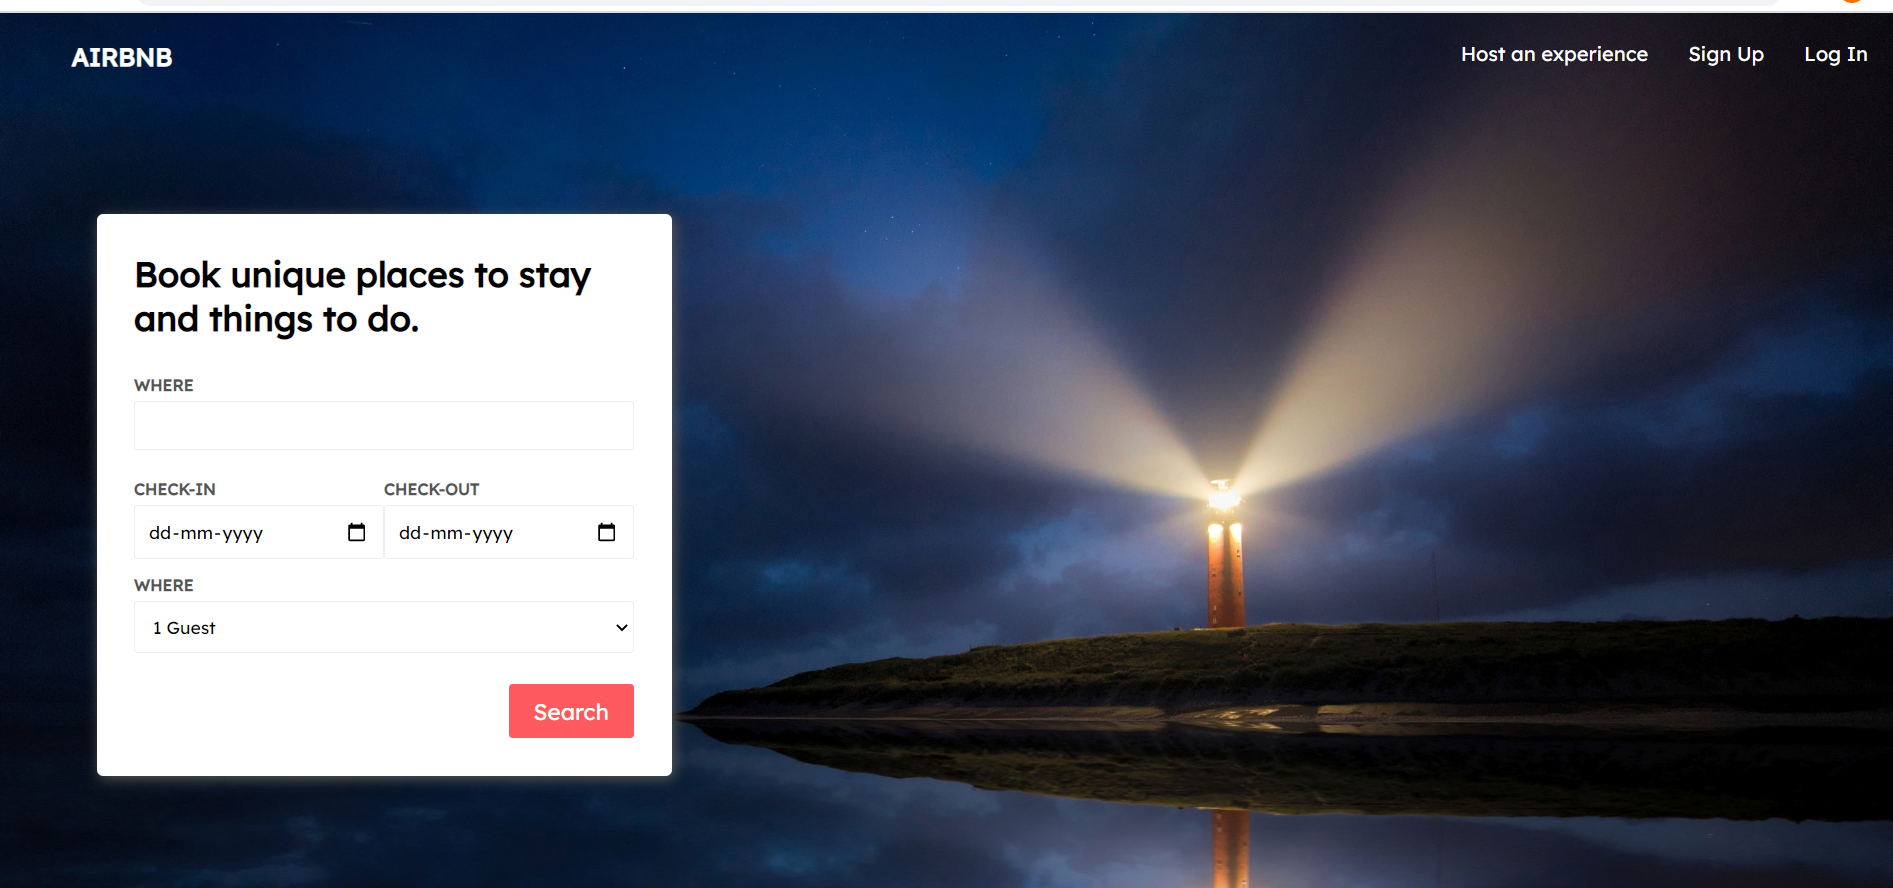 AIRBNB
Host an experience
Sign Up
Log In
Book unique places to stay
and things to do.
WHERE
CHECK-IN
CHECK-OUT
dd-mm-yyyy
dd-mm-yyyy
WHERE
1 Guest
Search